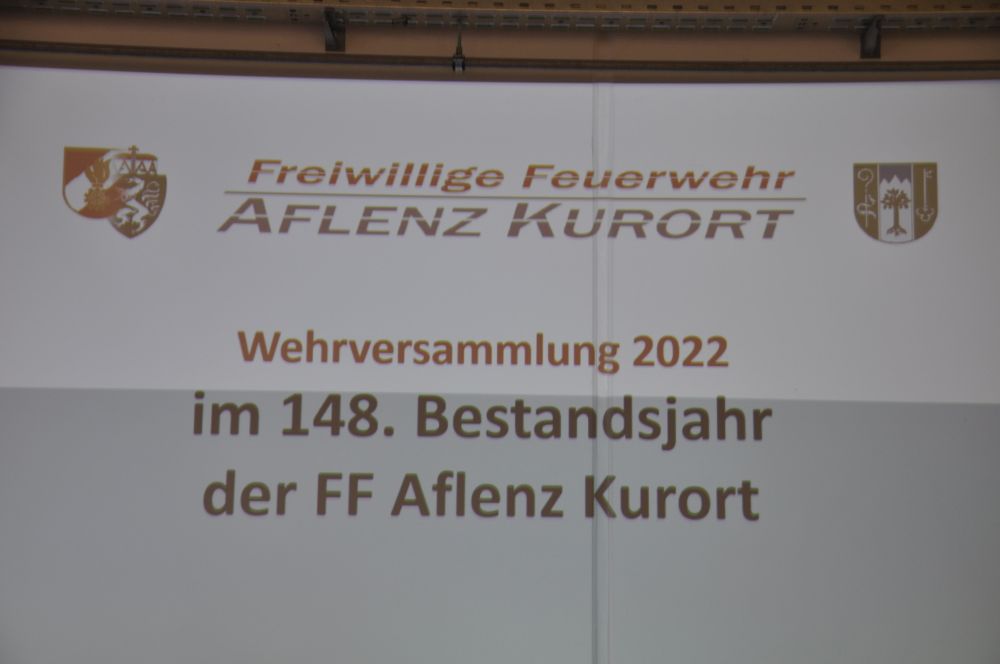 Freiwillige Feuerwehr
AFLENZ KURORT
Wehrversammlung 2022
im 148. Bestandsjahr
der FF Aflenz Kurort